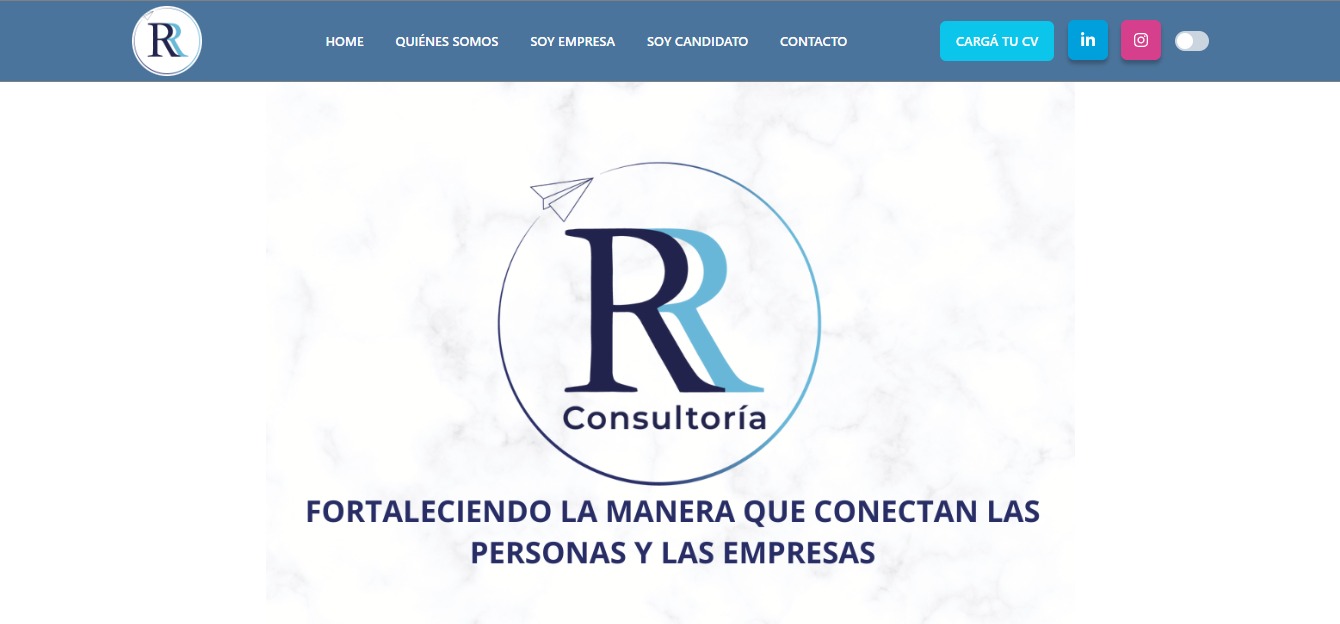 RR
HOME
QUIÉNES SOMOS
SOY EMPRESA
SOY CANDIDATO
CONTACTO
CARGÁ TU CV
in
RR
Consultoría
FORTALECIENDO LA MANERA QUE CONECTAN LAS
PERSONAS Y LAS EMPRESAS